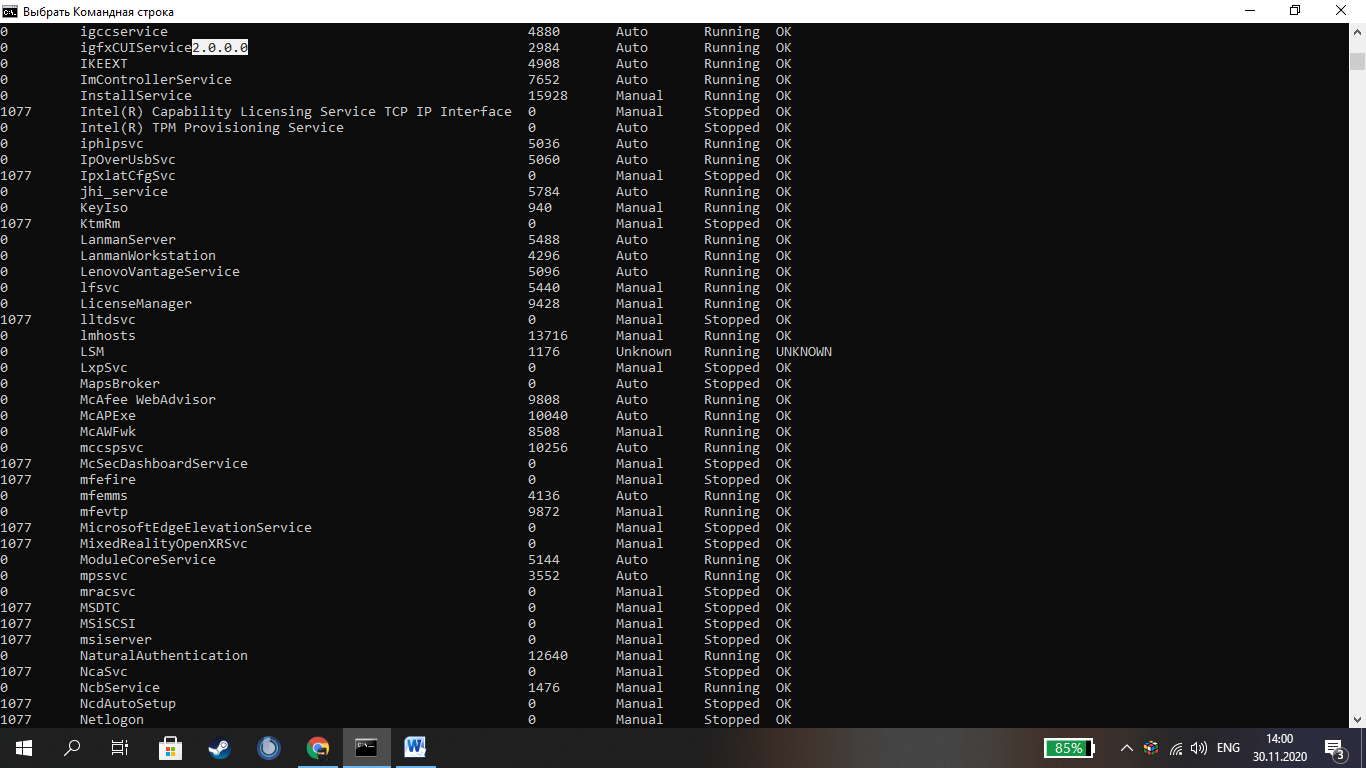 Выбрать Командная строка
0 igccservice 4880 Auto Running OK
0 igfxCUIService2.0.0.0 2984 Auto Running OK
0 IKEEXT 4908 Auto Running OK
0 ImControllerService 7652 Auto Running OK
0 InstallService 15928 Manual Running OK
1077 Intel(R) Capability Licensing Service TCP IP Interface 0 Manual Stopped OK
0 Intel(R) TPM Provisioning Service 0 Auto Stopped OK
0 iphlpsvc 5036 Auto Running OK
0 IpOverUsbSvc 5060 Auto Running OK
1077 IpxlatCfgSvc 0 Manual Stopped OK
0 jhi_service 5784 Auto Running OK
0 KeyIso 940 Manual Running OK
1077 KtmRm 0 Manual Stopped OK
0 LanmanServer 5488 Auto Running OK
0 LanmanWorkstation 4296 Auto Running OK
0 LenovoVantageService 5096 Auto Running OK
0 lfsvc 5440 Manual Running OK
0 LicenseManager 9428 Manual Running OK
1077 lltdsvc 0 Manual Stopped OK
0 lmhosts 13716 Manual Running OK
0 LSM 1176 Unknown Running UNKNOWN
0 LxpSvc 0 Manual Stopped OK
0 MapsBroker 0 Auto Stopped OK
0 McAfee WebAdvisor 9808 Auto Running OK
0 McAPExe 10040 Auto Running OK
0 McAWFwk 8508 Manual Running OK
0 mccspsvc 10256 Auto Running OK
1077 McSecDashboardService 0 Manual Stopped OK
1077 mfefire 0 Manual Stopped OK
0 mfemms 4136 Auto Running OK
0 mfevtp 9872 Manual Running OK
1077 MicrosoftEdgeElevationService 0 Manual Stopped OK
1077 MixedRealityOpenXRSvc 0 Manual Stopped OK
0 ModuleCoreService 5144 Auto Running OK
0 mpssvc 3552 Auto Running OK
0 mracsvc 0 Manual Stopped OK
1077 MSDTC 0 Manual Stopped OK
1077 MSiSCSI 0 Manual Stopped OK
0 msiserver 0 Manual Stopped OK
0 NaturalAuthentication 12640 Manual Running OK
1077 NcaSvc 0 Manual Stopped OK
0 NcbService 1476 Manual Running OK
1077 NcdAutoSetup 0 Manual Stopped OK
1077 Netlogon 0 Manual Stopped OK
85% ENG 14:00
30.11.2020 3